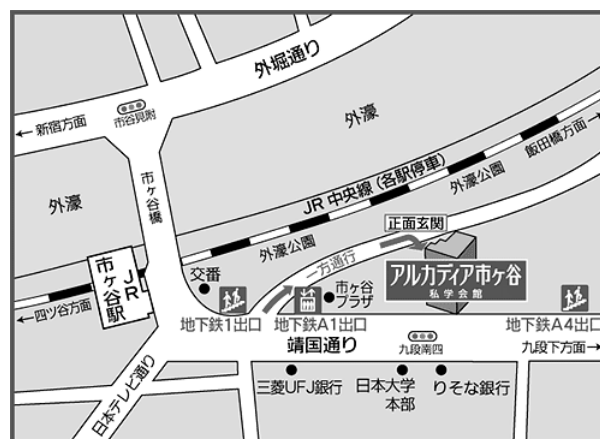 外堀通り
←新宿方面
市谷見附
外濠
飯田橋方面→
外濠
市ヶ谷橋
JR中央線(各駅停車)
外濠公園
外濠公園
正面玄関
一方通行
JR
市ヶ谷駅
交番
市ヶ谷
プラザ
アルカディア市ヶ谷
私学会館
←四ツ谷方面
地下鉄1出口
地下鉄A1出口
地下鉄A4出口
靖国通り
九段南四
九段下方面→
日本テレビ通り
三菱UFJ銀行
日本大学
本部
りそな銀行